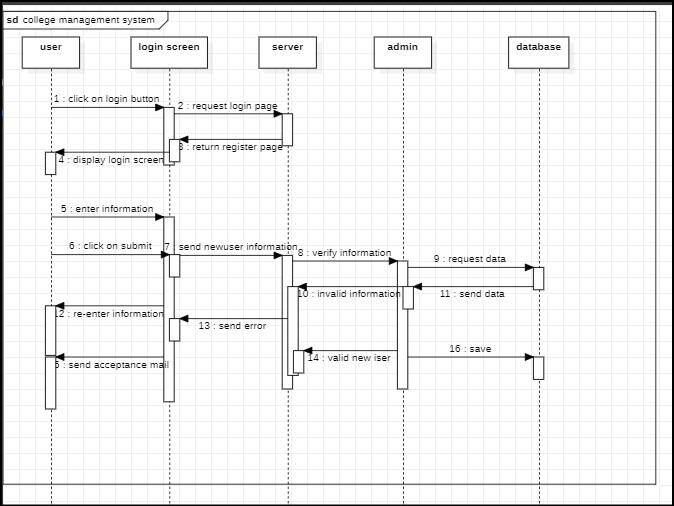 sd college management system
user
login screen
server
admin
database
1 : click on login button
2 : request login page
3 : return register page
4 : display login screen
5 : enter information
6 : click on submit
7 : send newuser information
8 : verify information
9 : request data
10 : invalid information
11 : send data
12 : re-enter information
13 : send error
14 : valid new iser
16 : save
5 : send acceptance mail